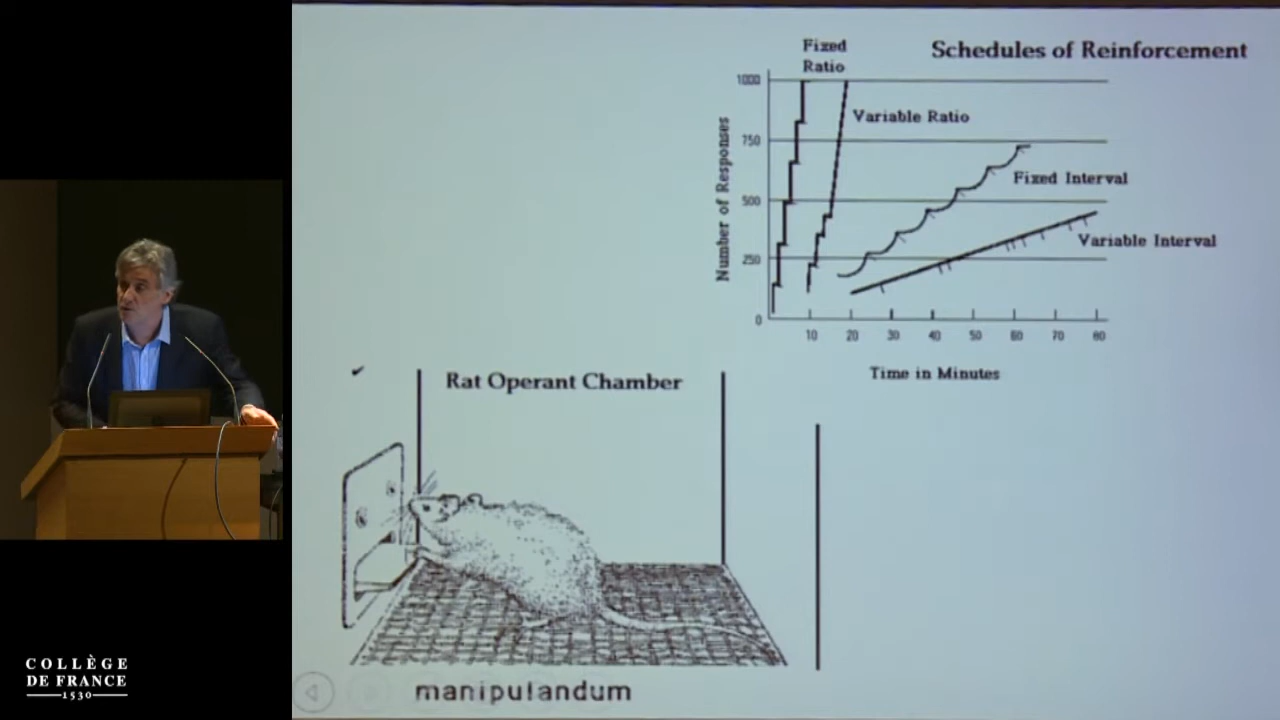 Fixed
Ratio
Schedules of Reinforcement
1000
Variable Ratio
750
Number of Responses
Fixed Interval
500
Variable Interval
250
0
10 20 30 40 50 60 70 80
Time in Minutes
Rat Operant Chamber
manipulandum
COLLÈGE
DE FRANCE
1530